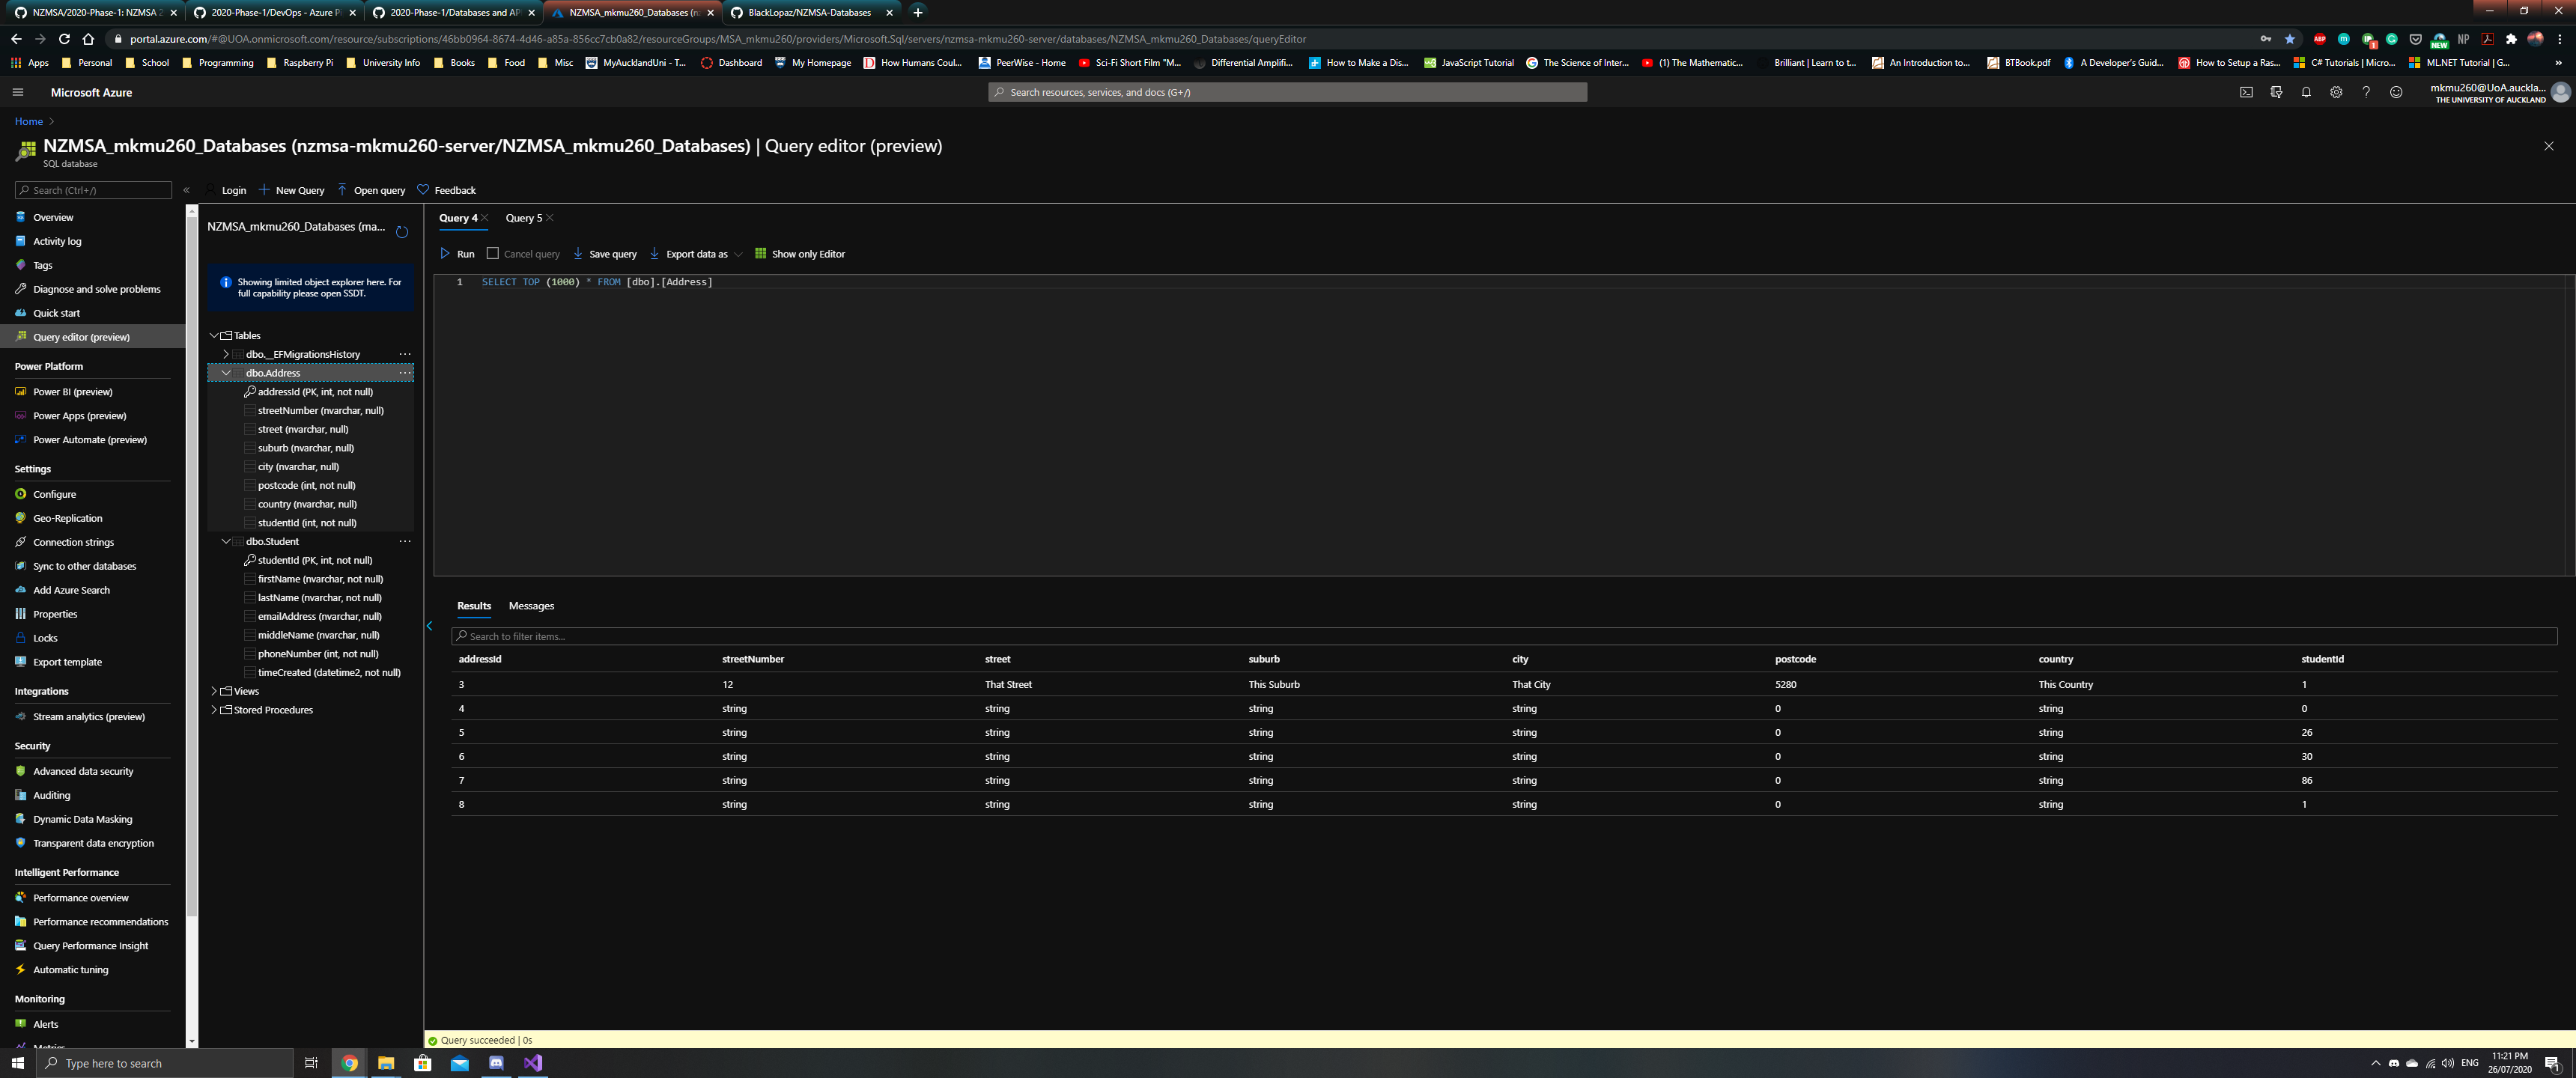 NZMSA/2020-Phase-1: NZMSA 2
2020-Phase-1/DevOps - Azure P
2020-Phase-1/Databases and AP
NZMSA_mkmu260_Databases (nz
BlackLopaz/NZMSA-Databases
portal.azure.com/#@UOA.onmicrosoft.com/resource/subscriptions/46bb0964-8674-4d46-a85a-856cc7cb0a82/resourceGroups/MSA_mkmu260/providers/Microsoft.Sql/servers/nzmsa-mkmu260-server/databases/NZMSA_mkmu260_Databases/queryEditor
ABP
NEW
NP
Apps
Personal
School
Programming
Raspberry Pi
University Info
Books
Food
Misc
MyAucklandUni - T...
Dashboard
My Homepage
How Humans Coul...
PeerWise - Home
Sci-Fi Short Film "M...
Differential Amplifi...
How to Make a Dis...
JavaScript Tutorial
The Science of Inter...
(1) The Mathematic...
Brilliant | Learn to t...
An Introduction to...
BTBook.pdf
A Developer's Guid...
How to Setup a Ras...
C# Tutorials | Micro...
ML.NET Tutorial | G...
Microsoft Azure
Search resources, services, and docs (G+/)
mkmu260@UoA.auckla...
THE UNIVERSITY OF AUCKLAND
Home
NZMSA_mkmu260_Databases (nzmsa-mkmu260-server/NZMSA_mkmu260_Databases) | Query editor (preview)
SQL database
Search (Ctrl+/)
Overview
Activity log
Tags
Diagnose and solve problems
Quick start
Query editor (preview)
Power Platform
Power BI (preview)
Power Apps (preview)
Power Automate (preview)
Settings
Configure
Geo-Replication
Connection strings
Sync to other databases
Add Azure Search
Properties
Locks
Export template
Integrations
Stream analytics (preview)
Security
Advanced data security
Auditing
Dynamic Data Masking
Transparent data encryption
Intelligent Performance
Performance overview
Performance recommendations
Query Performance Insight
Automatic tuning
Monitoring
Alerts
Metrics
Login
New Query
Open query
Feedback
NZMSA_mkmu260_Databases (ma...
Showing limited object explorer here. For
full capability please open SSDT.
Tables
dbo.__EFMigrationsHistory
dbo.Address
addressId (PK, int, not null)
streetNumber (nvarchar, null)
street (nvarchar, null)
suburb (nvarchar, null)
city (nvarchar, null)
postcode (int, not null)
country (nvarchar, null)
studentId (int, not null)
dbo.Student
studentId (PK, int, not null)
firstName (nvarchar, not null)
lastName (nvarchar, not null)
emailAddress (nvarchar, null)
middleName (nvarchar, null)
phoneNumber (int, not null)
timeCreated (datetime2, not null)
Views
Stored Procedures
Query 4
Query 5
Run
Cancel query
Save query
Export data as
Show only Editor
1 SELECT TOP (1000) * FROM [dbo].[Address]
Results
Messages
Search to filter items...
addressId streetNumber street suburb city postcode country studentId
3 12 That Street This Suburb That City 5280 This Country 1
4 string string string string 0 string 0
5 string string string string 0 string 26
6 string string string string 0 string 30
7 string string string string 0 string 86
8 string string string string 0 string 1
Query succeeded | 0s
Type here to search
ENG
11:21 PM
26/07/2020